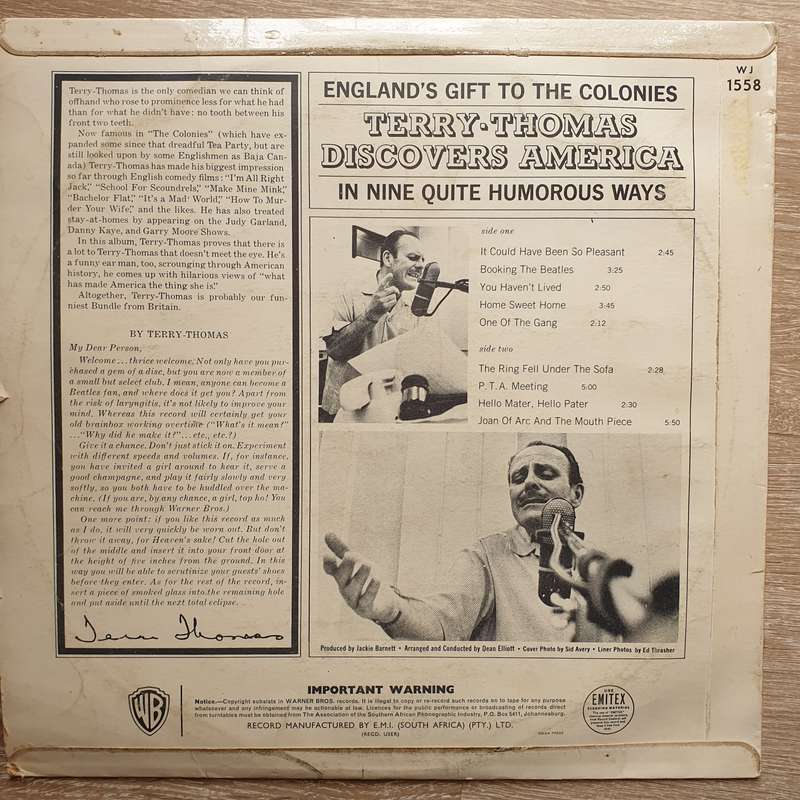 WJ
1558
Terry-Thomas is the only comedian we can think of
offhand who rose to prominence less for what he had
than for what he didn't have: no tooth between his
front two teeth.
Now famous in "The Colonies" (which have ex-
panded some since that dreadful Tea Party, but are
still looked upon by some Englishmen as Baja Can-
ada) Terry-Thomas has made his biggest impression
so far through English comedy films: "I'm All Right
Jack," "School For Scoundrels," "Make Mine Mink,"
"Bachelor Flat," "It's a Mad World," "How To Mur-
der Your Wife," and the likes. He has also treated
stay-at-homes by appearing on the Judy Garland,
Danny Kaye, and Garry Moore Shows.
In this album, Terry-Thomas proves that there is
a lot to Terry-Thomas that doesn't meet the eye. He's
a funny ear man, too, scrounging through American
history, he comes up with hilarious views of "what
has made America the thing she is."
Altogether, Terry-Thomas is probably our fun-
niest Bundle from Britain.
BY TERRY-THOMAS
My Dear Person,
Welcome...thrice welcome. Not only have you pur-
chased a gem of a disc, but you are now a member of
a small but select club. I mean, anyone can become a
Beatles fan, and where does it get you? Apart from
the risk of laryngitis, it's not likely to improve your
mind. Whereas this record will certainly get your
old brainbox working overtime ("What's it mean?"
..."Why did he make it?"... etc., etc.?)
Give it a chance. Don't just stick it on. Experiment
with different speeds and volumes. If, for instance,
you have invited a girl around to hear it, serve a
good champagne, and play it fairly slowly and very
softly, so you both have to be huddled over the ma-
chine. (If you are, by any chance, a girl, top ho! You
can reach me through Warner Bros.)
One more point: if you like this record as much
as I do, it will very quickly be worn out. But don't
throw it away, for Heaven's sake! Cut the hole out
of the middle and insert it into your front door at
the height of five inches from the ground. In this
way you will be able to scrutinize your guests' shoes
before they enter. As for the rest of the record, in-
sert a piece of smoked glass into the remaining hole
and put aside until the next total eclipse.
Terry Thomas
ENGLAND'S GIFT TO THE COLONIES
TERRY-THOMAS
DISCOVERS AMERICA
IN NINE QUITE HUMOROUS WAYS
side one
It Could Have Been So Pleasant 2:45
Booking The Beatles 3:25
You Haven't Lived 2:50
Home Sweet Home 3:45
One Of The Gang 2:12
side two
The Ring Fell Under The Sofa 2:28
P.T.A. Meeting 5:00
Hello Mater, Hello Pater 2:30
Joan Of Arc And The Mouth Piece 5:50
Produced by Jackie Barnett • Arranged and Conducted by Dean Elliott • Cover Photo by Sid Avery • Liner Photos by Ed Thrasher
WB
IMPORTANT WARNING
Notice.—Copyright subsists in WARNER BROS. records. It is illegal to copy or re-record such records on to tape for any purpose
whatsoever and any infringement may be actionable at law. Licences for the public performance or broadcasting of records direct
from turntables must be obtained from The Association of the Southern African Phonographic Industry, P.O. Box 5411, Johannesburg.
RECORD MANUFACTURED BY E.M.I. (SOUTH AFRICA) (PTY.) LTD.
(REGD. USER)
USE
EMITEX
CLEANING MATERIAL